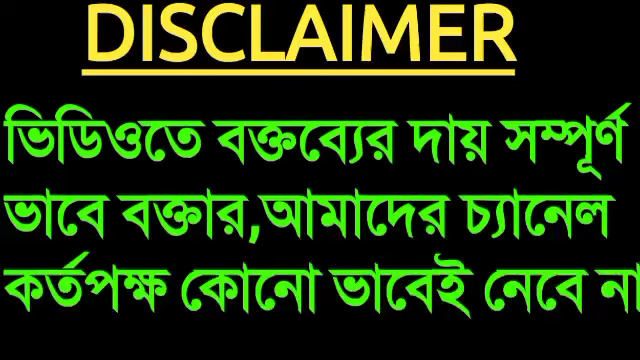 DISCLAIMER
ভিডিওতে বক্তব্যের দায় সম্পূর্ণ
ভাবে বক্তার,আমাদের চ্যানেল
কর্তপক্ষ কোনো ভাবেই নেবে না